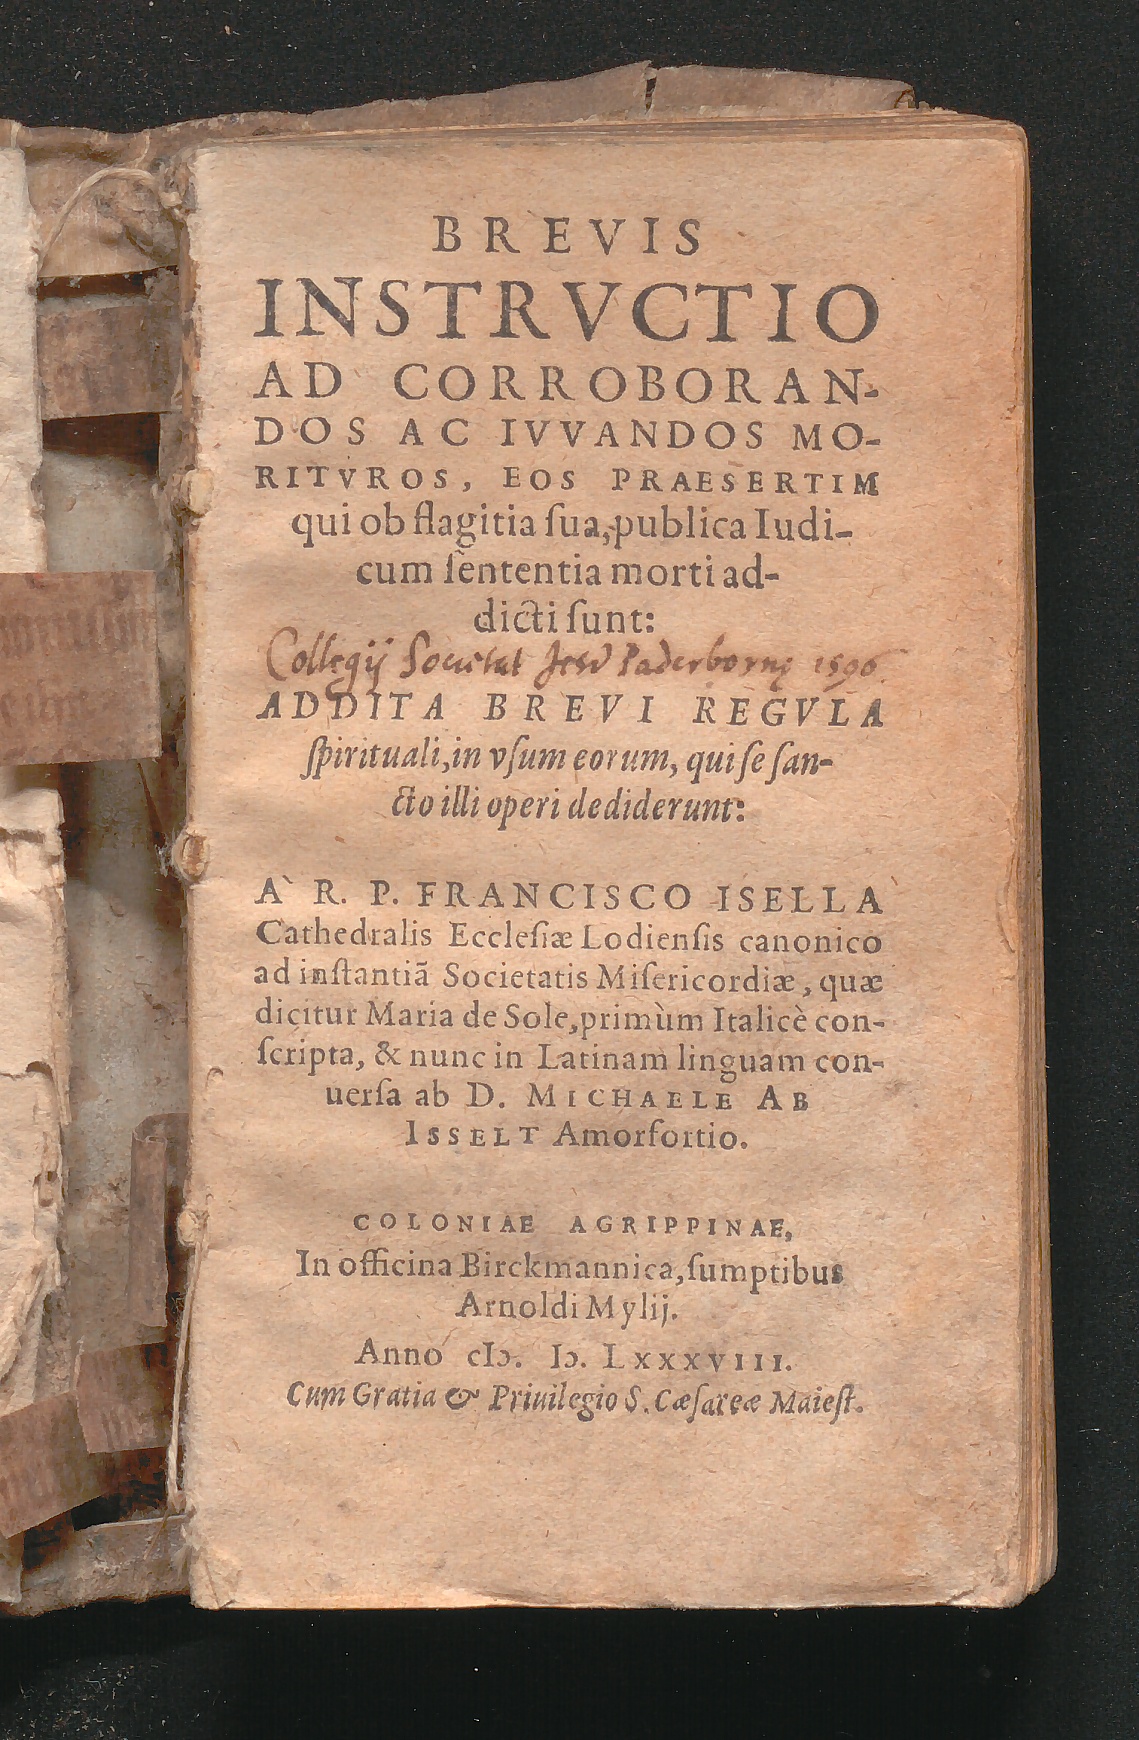 BREVIS
INSTRVCTIO
AD CORROBORAN-
DOS AC IVVANDOS MO-
RITVROS, EOS PRAESERTIM
qui ob flagitia ſua, publica Iudi-
cum ſententia morti ad-
dicti ſunt:
Collegij Societat Jesu Paderbornę 1596.
ADDITA BREVI REGVLA
ſpirituali, in vſum eorum, qui ſe ſan-
cto illi operi dediderunt:
A` R. P. FRANCISCO ISELLA
Cathedralis Eccleſiæ Lodienſis canonico
ad inſtantiã Societatis Miſericordiæ, quæ
dicitur Maria de Sole, primùm Italicè con-
ſcripta, & nunc in Latinam linguam con-
uerſa ab D. MICHAELE AB
ISSELT Amorfortio.
COLONIAE AGRIPPINAE,
In officina Birckmannica, ſumptibus
Arnoldi Mylij.
Anno cIↄ. Iↄ. LXXXVIII.
Cum Gratia & Priuilegio S. Cæſareæ Maieſt.